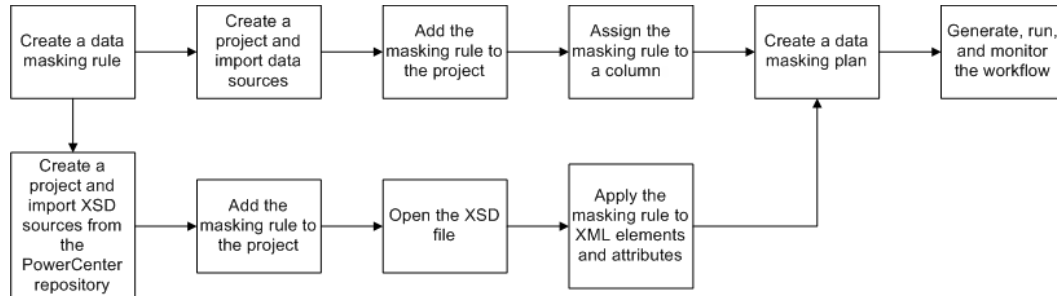 Create a data
masking rule
Create a
project and
import data
sources
Add the
masking rule to
the project
Assign the
masking rule to
a column
Create a data
masking plan
Generate, run,
and monitor
the workflow
Create a
project and
import XSD
sources from
the
PowerCenter
repository
Add the
masking rule to
the project
Open the XSD
file
Apply the
masking rule to
XML elements
and attributes